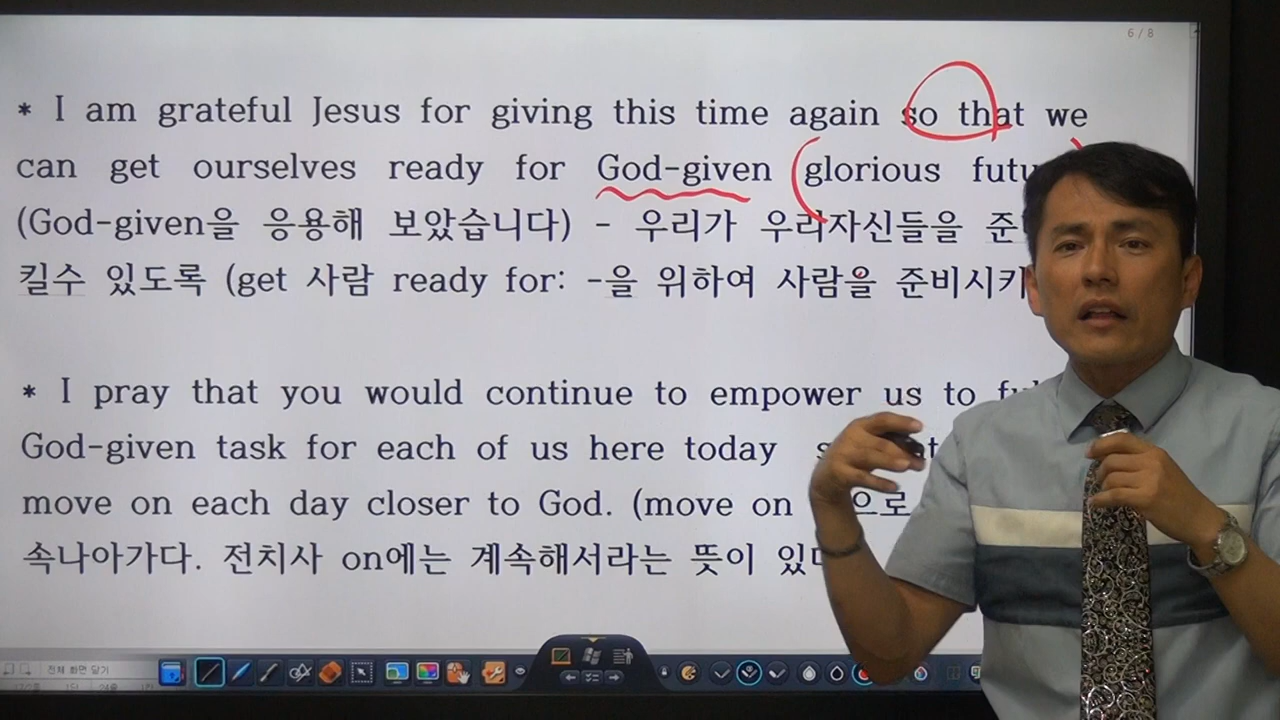 6 / 8
* I am grateful Jesus for giving this time again so that we
can get ourselves ready for God-given glorious
(God-given을 응용해 보았습니다) - 우리가 우리자신들을
킬수 있도록 (get 사람 ready for: -을 위하여 사람을 준비시키
* I pray that you would continue to empower us to
God-given task for each of us here today
move on each day closer to God. (move on
속나아가다. 전치사 on에는 계속해서라는 뜻이
전체 화면 닫기